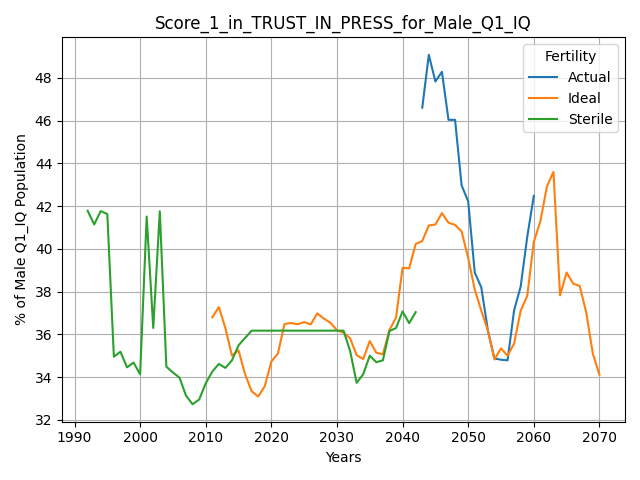 Score_1_in_TRUST_IN_PRESS_for_Male_Q1_IQ
Fertility
Actual
Ideal
Sterile
% of Male Q1_IQ Population
48
46
44
42
40
38
36
34
32
1990 2000 2010 2020 2030 2040 2050 2060 2070
Years